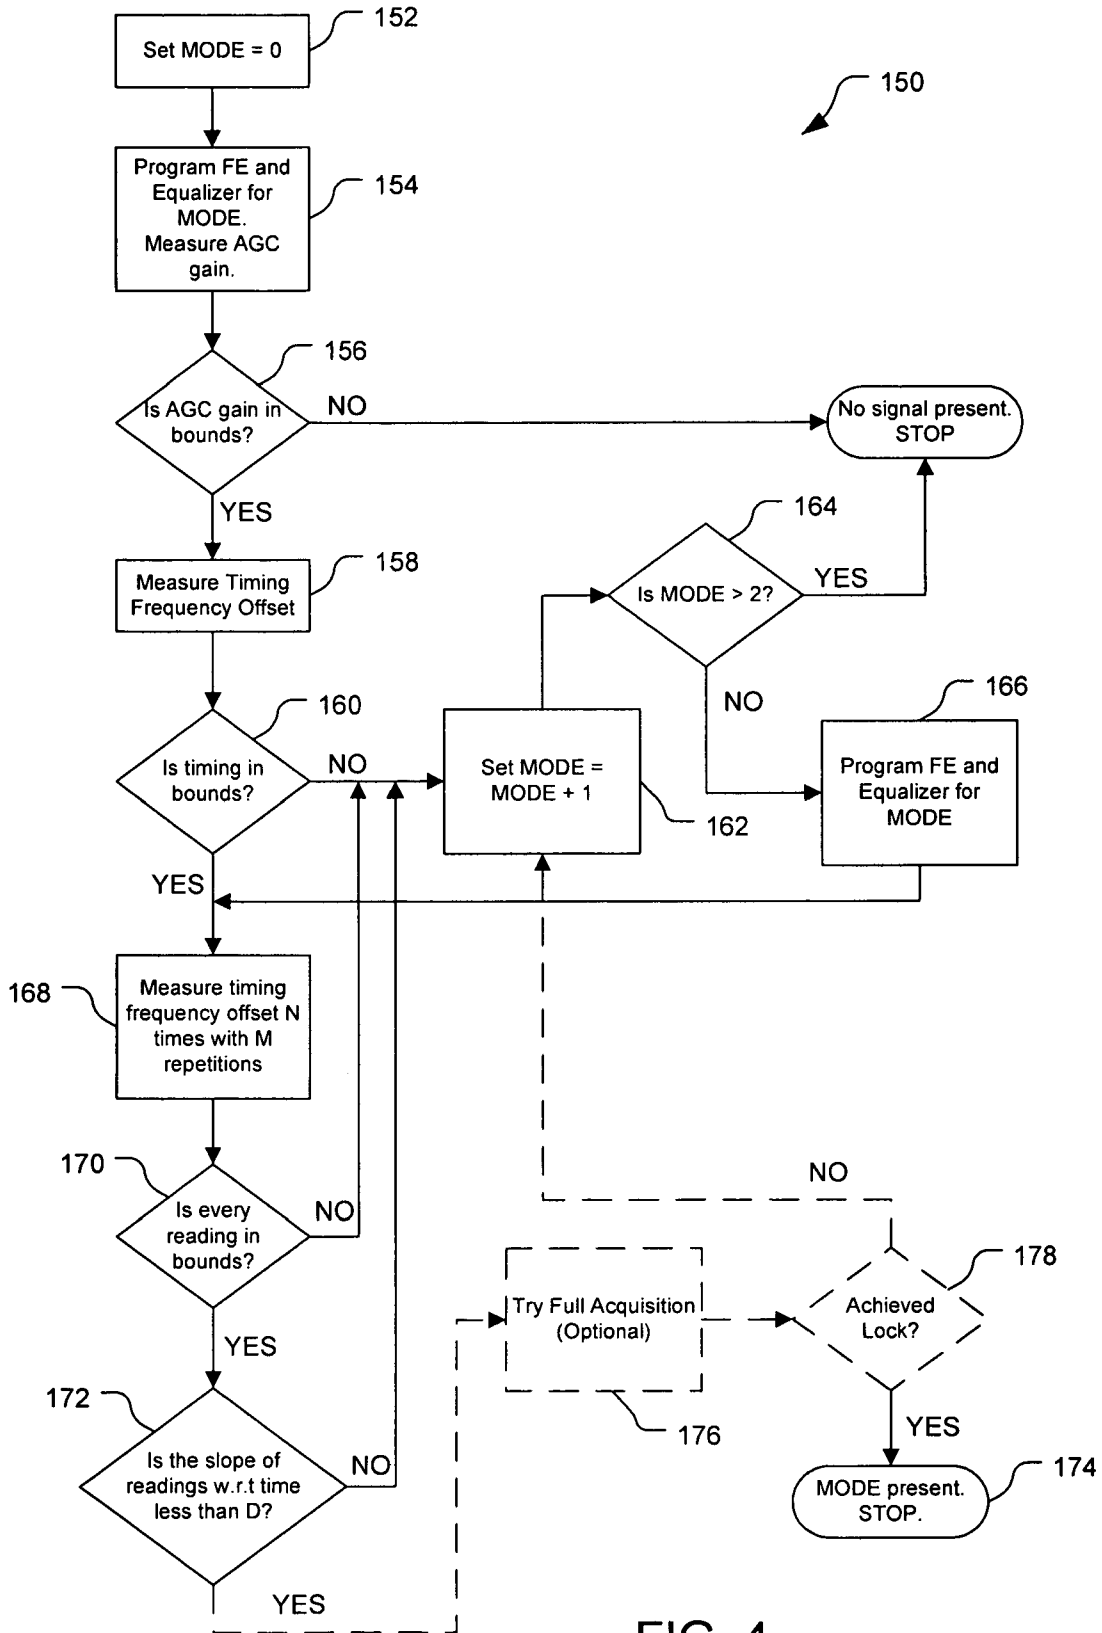 152
Set MODE = 0
150
154
Program FE and
Equalizer for
MODE.
Measure AGC
gain.
156
Is AGC gain in
bounds?
NO
No signal present.
STOP
YES
164
158
Measure Timing
Frequency Offset
Is MODE > 2?
YES
NO
166
160
Is timing in
bounds?
NO
Set MODE =
MODE + 1
162
Program FE and
Equalizer for
MODE
YES
168
Measure timing
frequency offset N
times with M
repetitions
170
Is every
reading in
bounds?
NO
NO
178
Try Full Acquisition
(Optional)
Achieved
Lock?
YES
172
176
YES
Is the slope of
readings w.r.t time
less than D?
NO
MODE present.
STOP.
174
YES